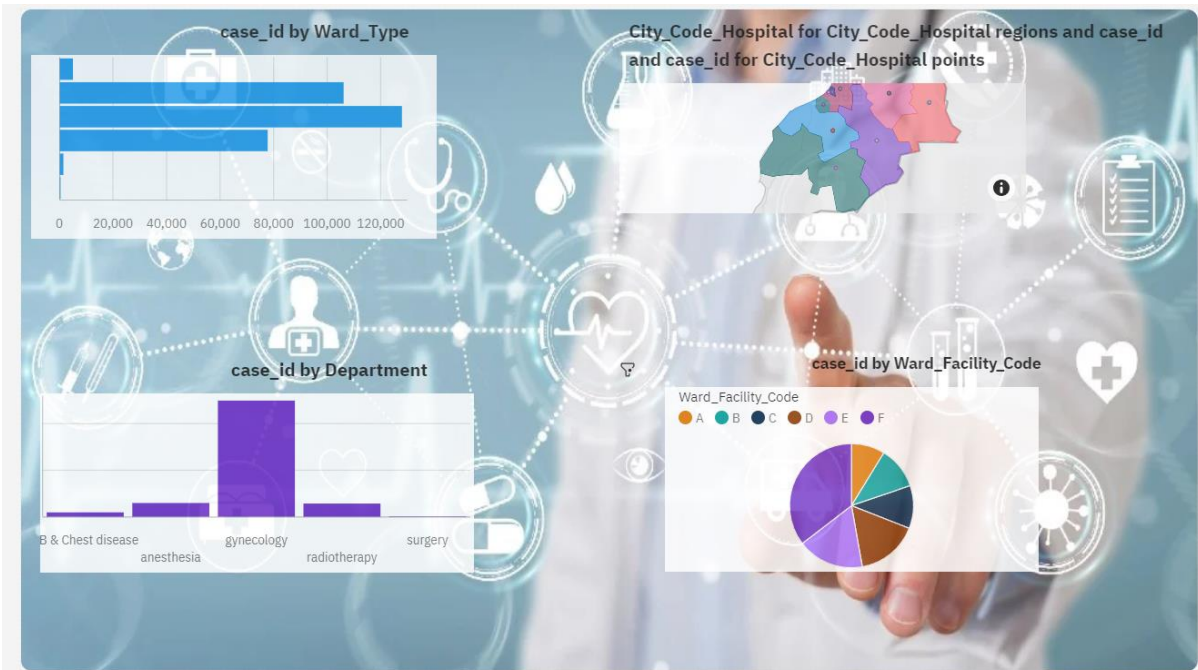 case_id by Ward_Type
0 20,000 40,000 60,000 80,000 100,000 120,000
City_Code_Hospital for City_Code_Hospital regions and case_id
and case_id for City_Code_Hospital points
case_id by Department
B & Chest disease
anesthesia
gynecology
radiotherapy
surgery
case_id by Ward_Facility_Code
Ward_Facility_Code
A B C D E F